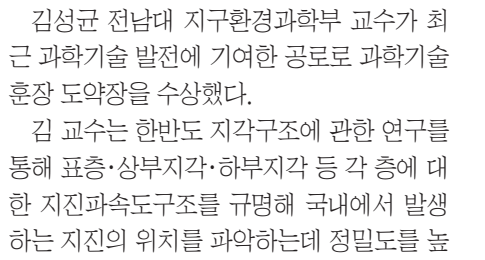 김성균 전남대 지구환경과학부 교수가 최
근 과학기술 발전에 기여한 공로로 과학기술
훈장 도약장을 수상했다.
김 교수는 한반도 지각구조에 관한 연구를
통해 표층·상부지각·하부지각 등 각 층에 대
한 지진파속도구조를 규명해 국내에서 발생
하는 지진의 위치를 파악하는데 정밀도를 높